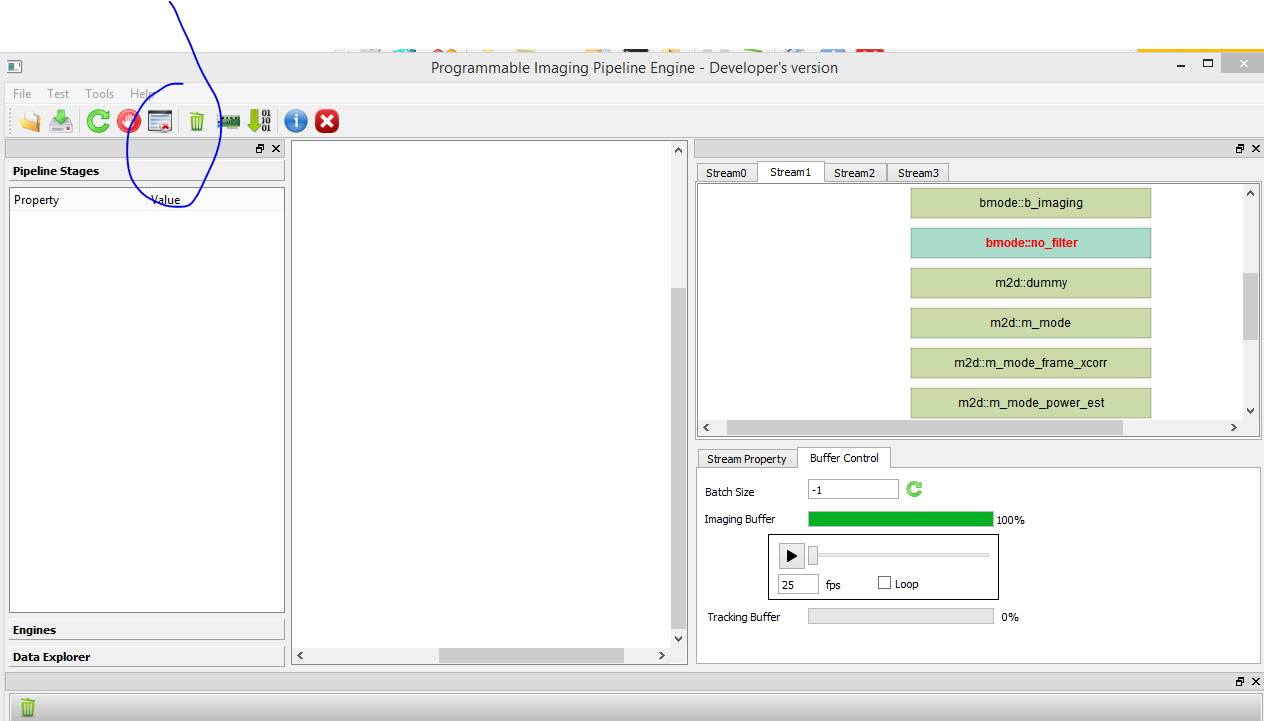 Programmable Imaging Pipeline Engine - Developer's version
File Test Tools Help
Pipeline Stages
Property Value
Engines
Data Explorer
Stream0 Stream1 Stream2 Stream3
bmode::b_imaging
bmode::no_filter
m2d::dummy
m2d::m_mode
m2d::m_mode_frame_xcorr
m2d::m_mode_power_est
Stream Property Buffer Control
Batch Size -1
Imaging Buffer 100%
25 fps Loop
Tracking Buffer 0%